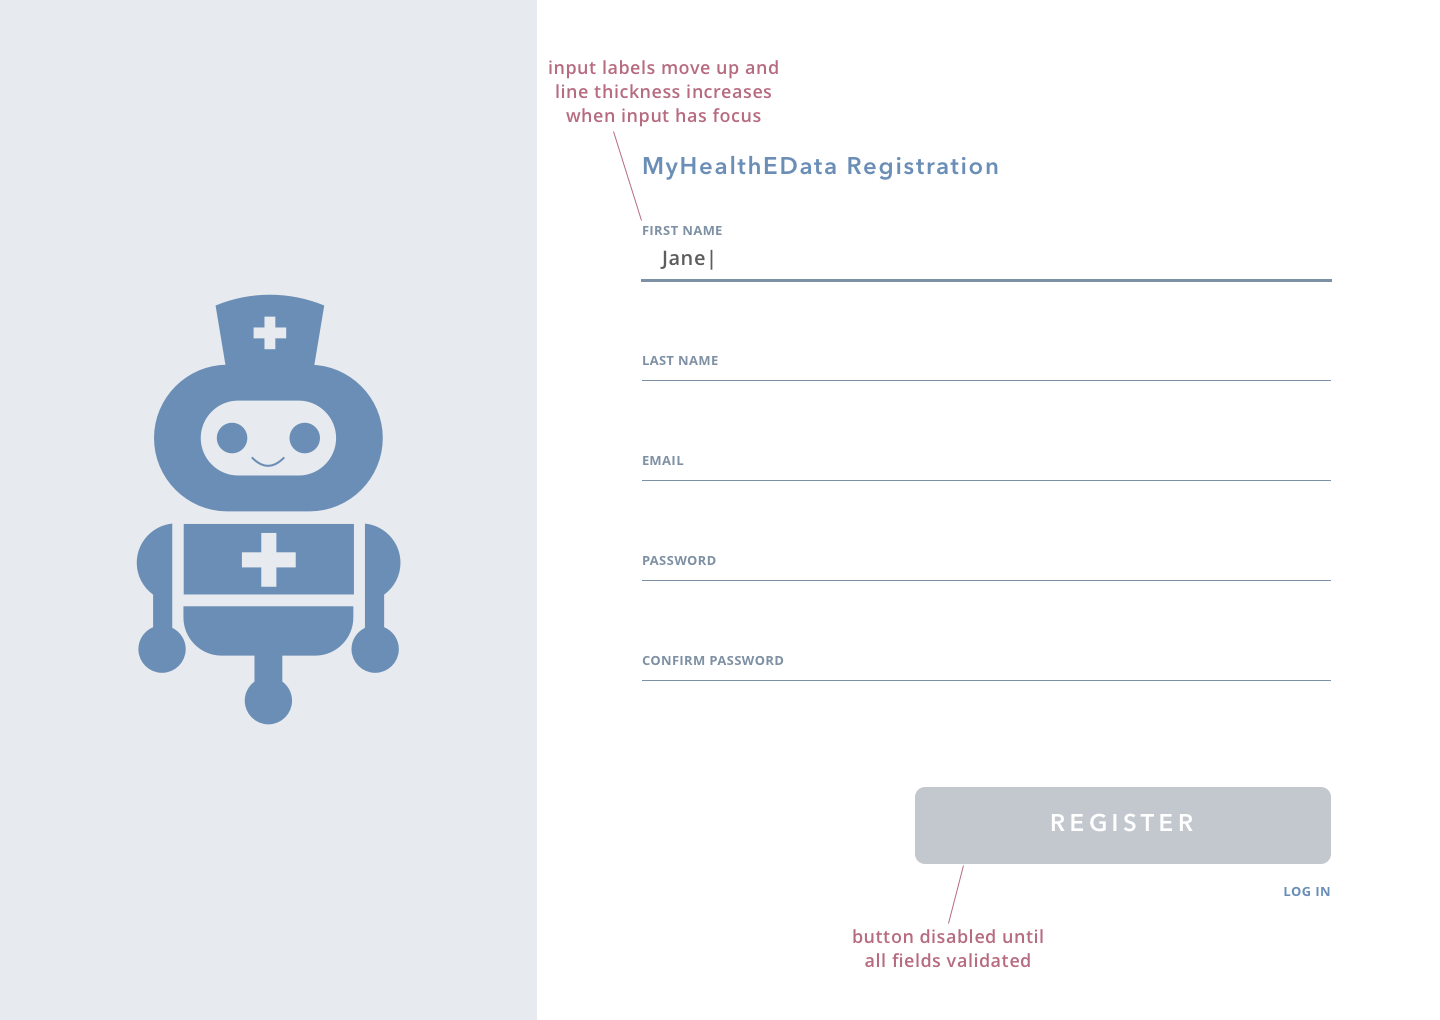 input labels move up and
line thickness increases
when input has focus
MyHealthEData Registration
FIRST NAME
Jane|
LAST NAME
EMAIL
PASSWORD
CONFIRM PASSWORD
REGISTER
LOG IN
button disabled until
all fields validated